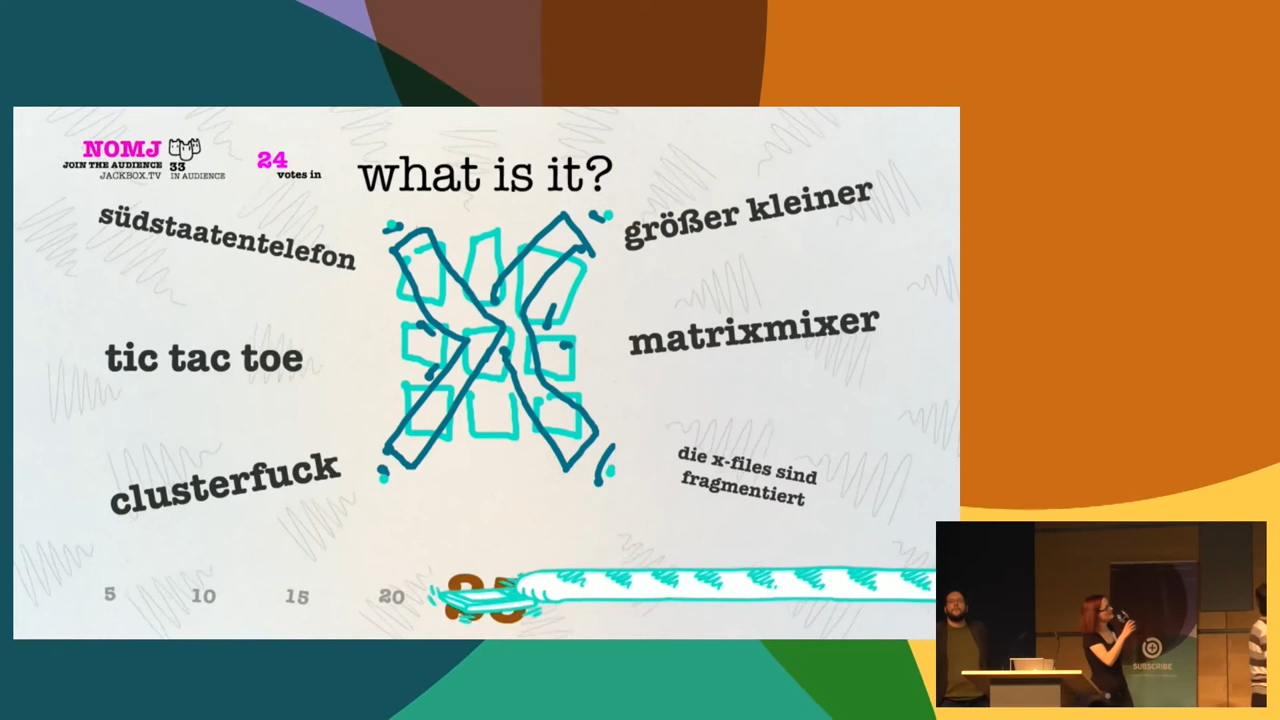 NOMJ
JOIN THE AUDIENCE
JACKBOX.TV
33
IN AUDIENCE
24
votes in
what is it?
südstaatentelefon
größer kleiner
tic tac toe
matrixmixer
clusterfuck
die x-files sind
fragmentiert
5
10
15
20
SUBSCRIBE